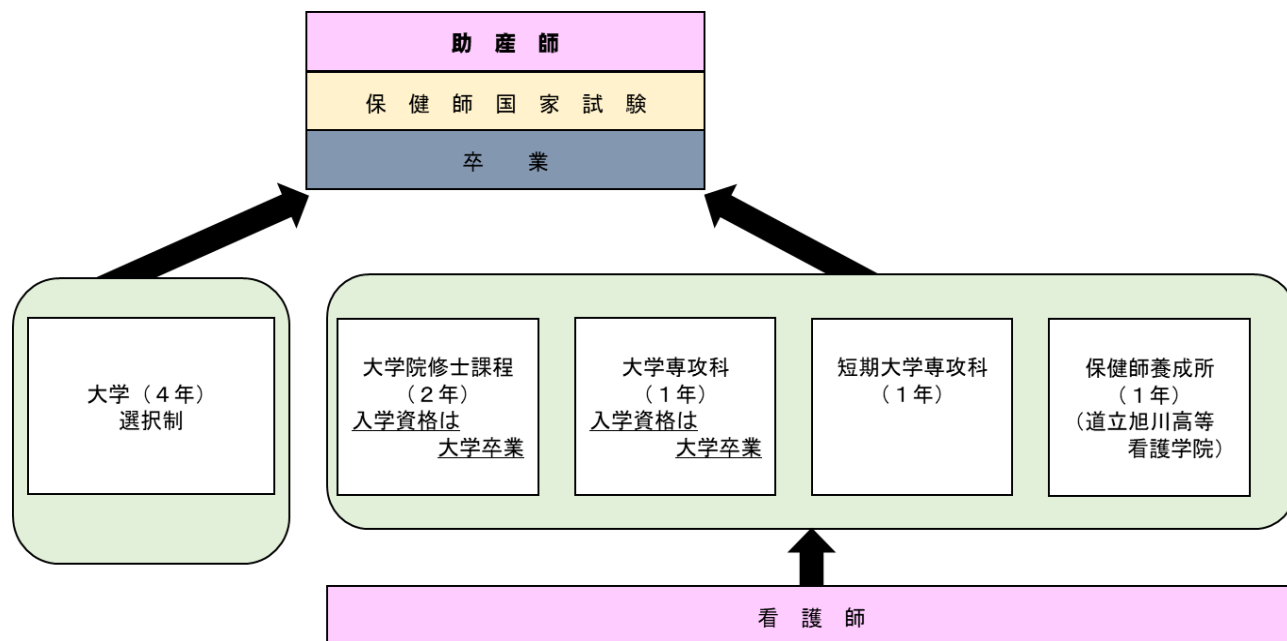 助産師
保健師国家試験
卒業
大学（４年）
選択制
大学院修士課程
（２年）
入学資格は
大学卒業
大学専攻科
（１年）
入学資格は
大学卒業
短期大学専攻科
（１年）
保健師養成所
（１年）
（道立旭川高等
看護学院）
看護師